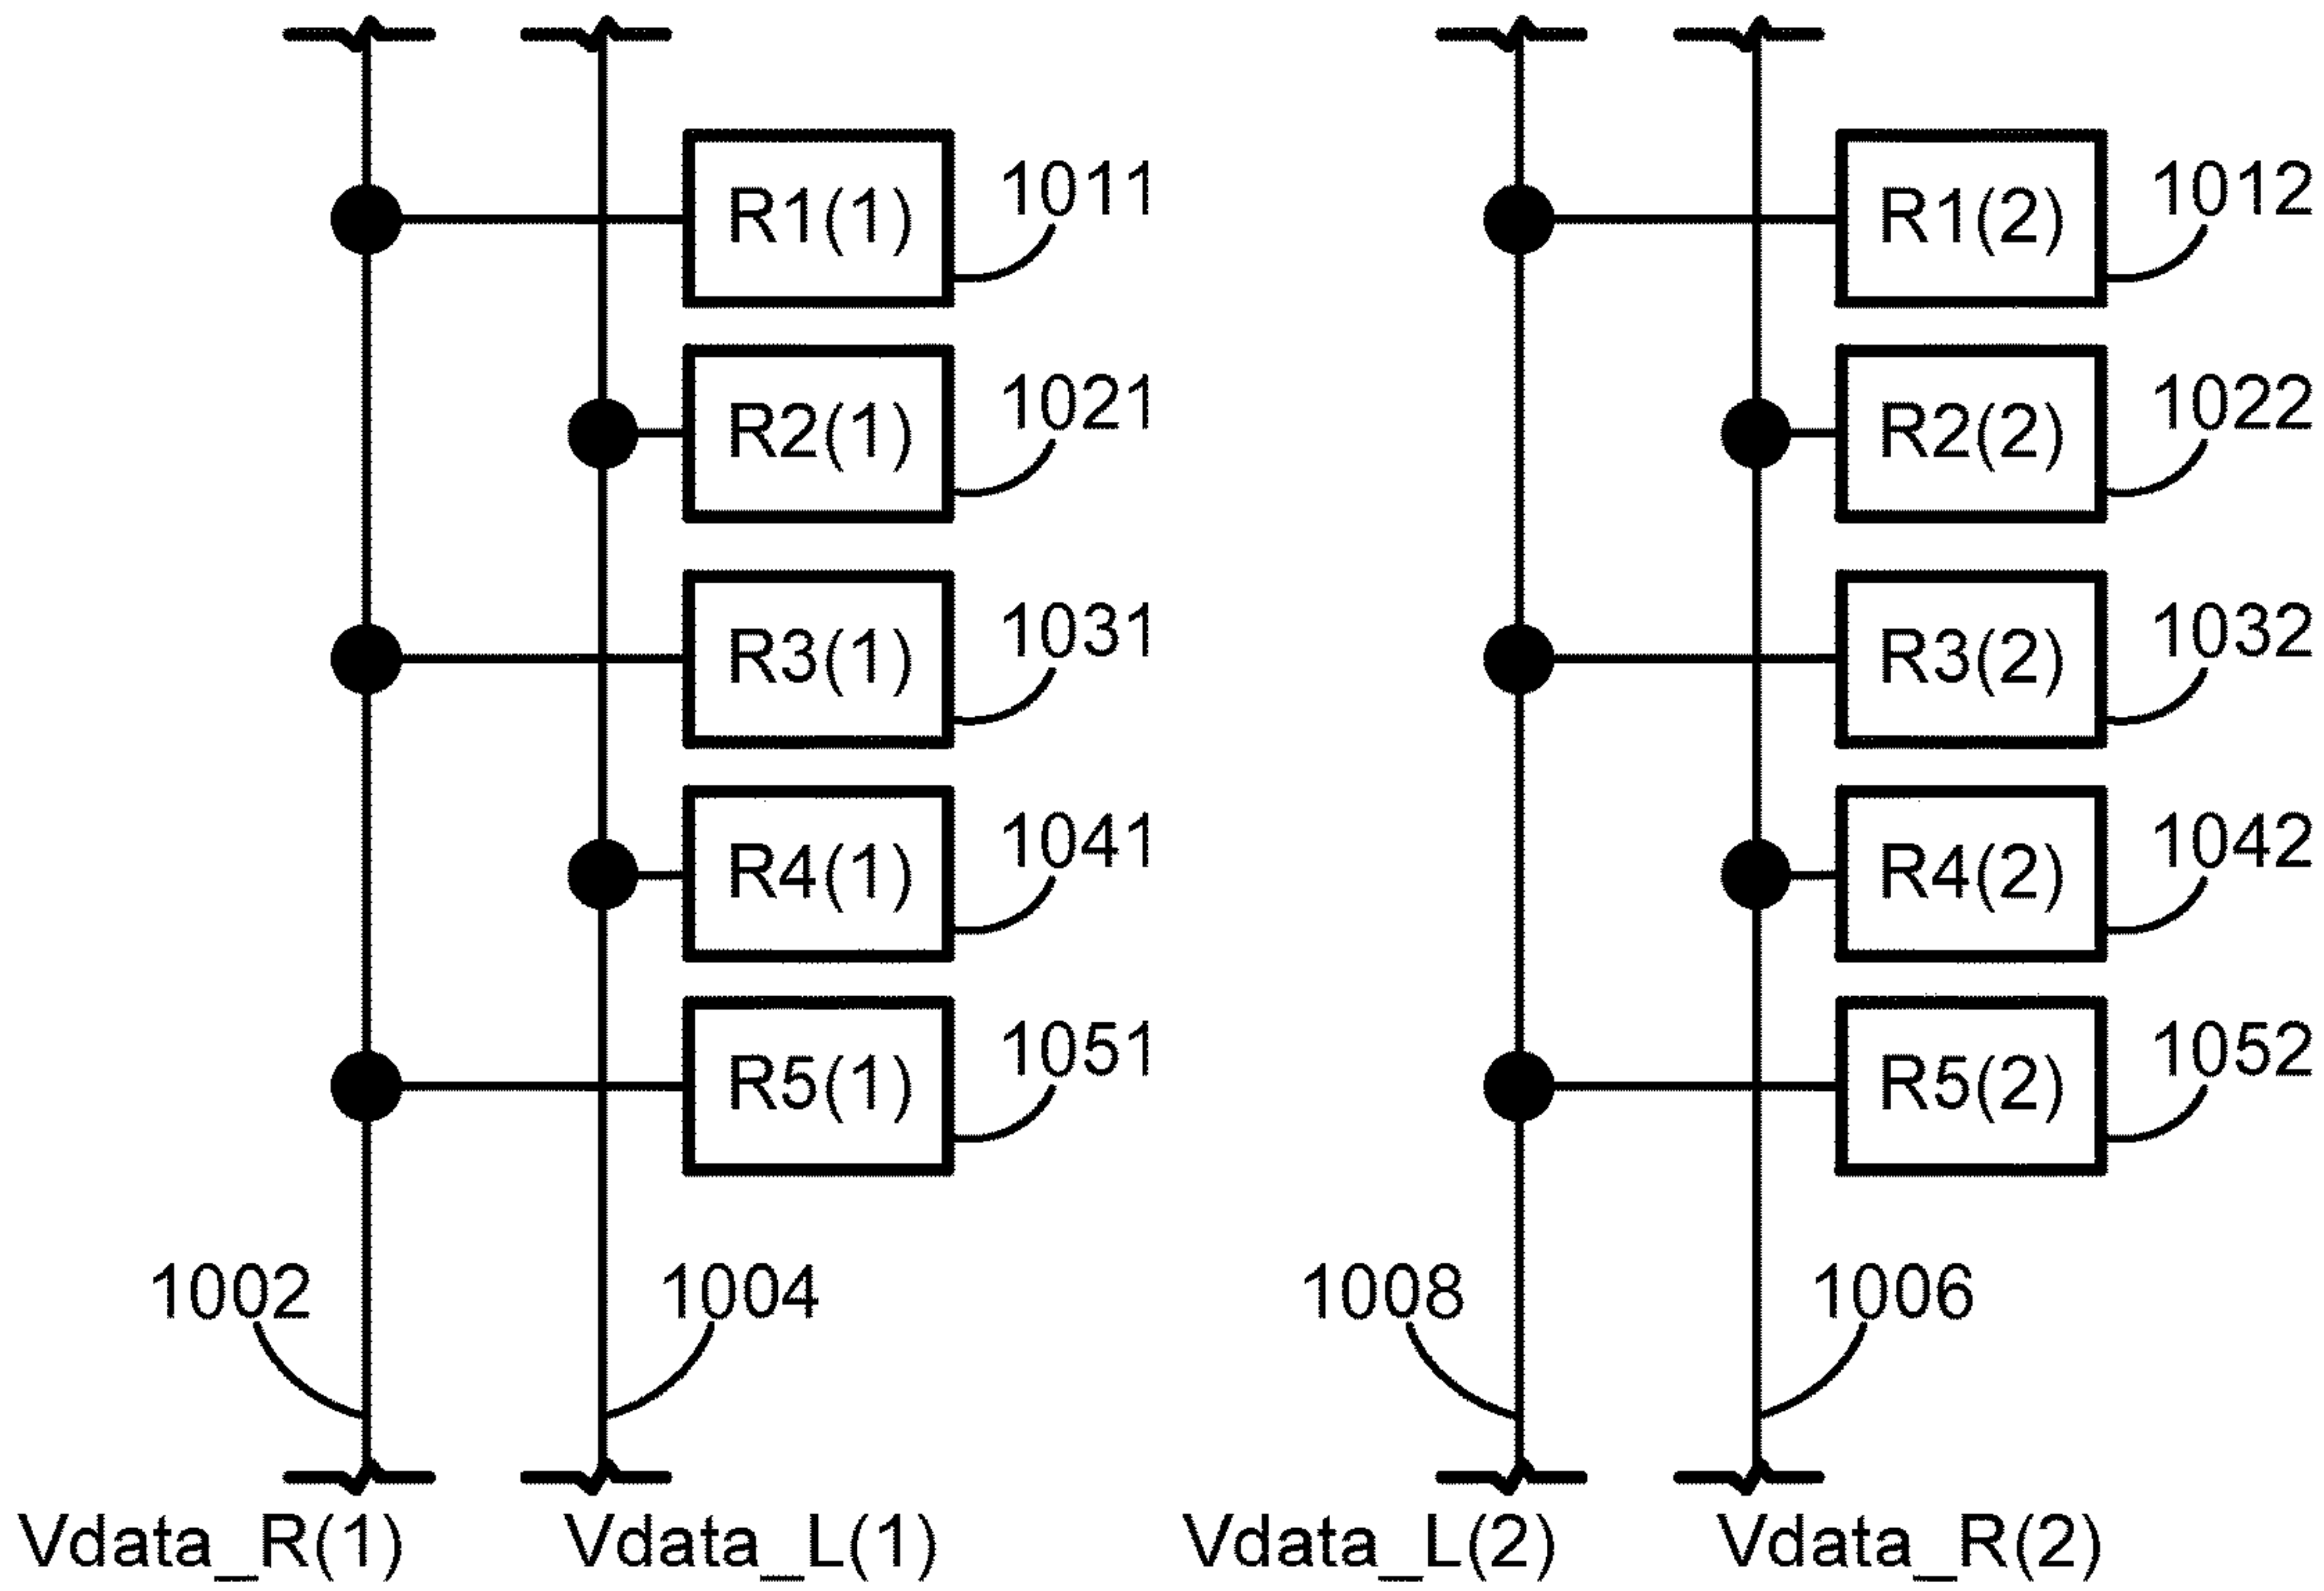 R1(1) 1011 R1(2) 1012
R2(1) 1021 R2(2) 1022
R3(1) 1031 R3(2) 1032
R4(1) 1041 R4(2) 1042
R5(1) 1051 R5(2) 1052
1002 1004 1008 1006
Vdata_R(1) Vdata_L(1) Vdata_L(2) Vdata_R(2)